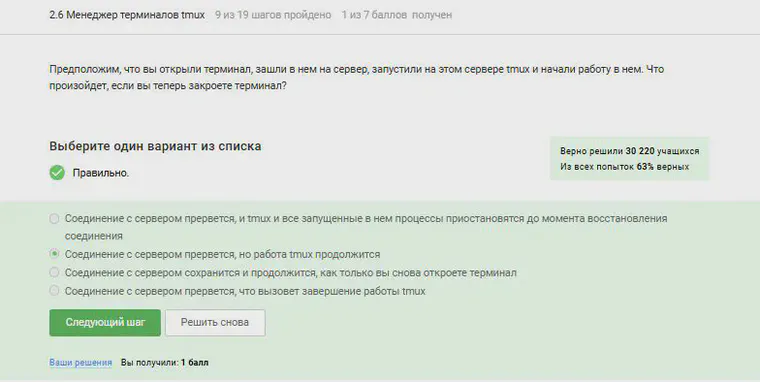 2.6 Менеджер терминалов tmux 9 из 19 шагов пройдено 1 из 7 баллов получен
Предположим, что вы открыли терминал, зашли в нем на сервер, запустили на этом сервере tmux и начали работу в нем. Что
произойдет, если вы теперь закроете терминал?
Выберите один вариант из списка
Правильно.
Верно решили 30 220 учащихся
Из всех попыток 63% верных
Соединение с сервером прервется, и tmux и все запущенные в нем процессы приостановятся до момента восстановления
соединения
Соединение с сервером прервется, но работа tmux продолжится
Соединение с сервером сохранится и продолжится, как только вы снова откроете терминал
Соединение с сервером прервется, что вызовет завершение работы tmux
Следующий шаг Решить снова
Ваши решения Вы получили: 1 балл